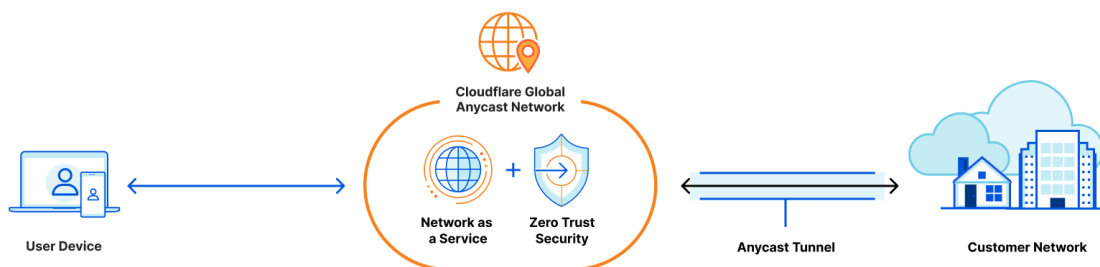 Cloudflare Global
Anycast Network
Network as
a Service
Zero Trust
Security
User Device
Anycast Tunnel
Customer Network